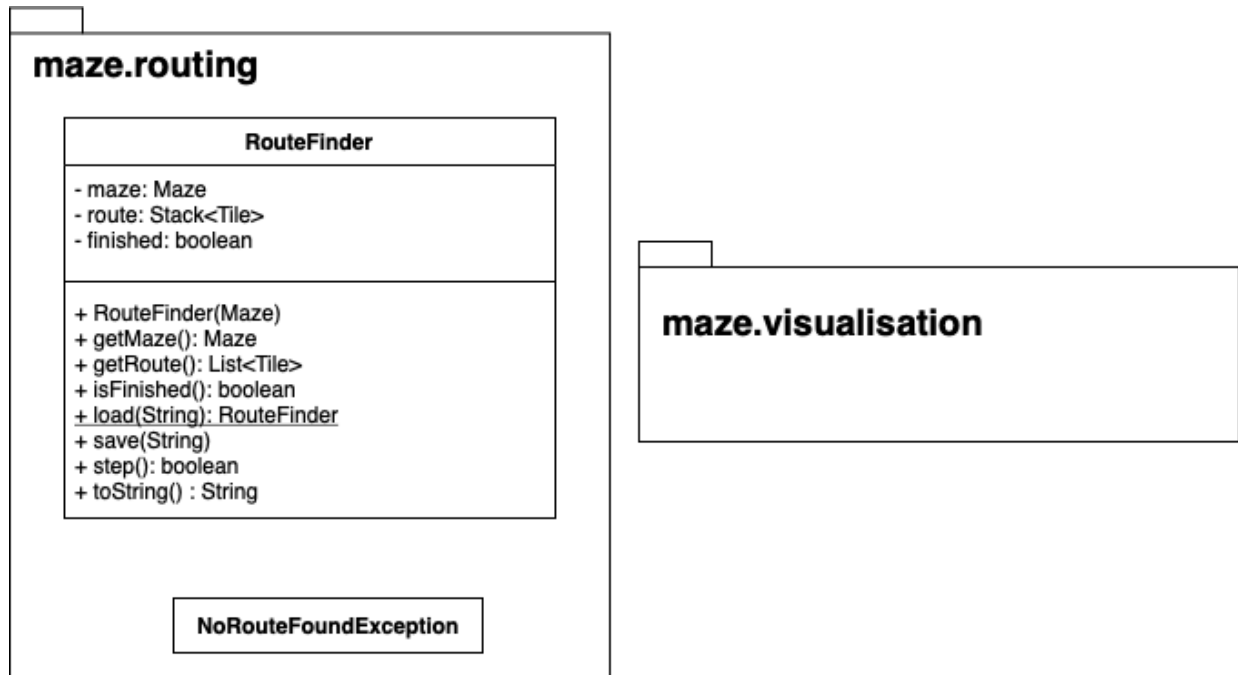 maze.routing
RouteFinder
- maze: Maze
- route: Stack<Tile>
- finished: boolean
+ RouteFinder(Maze)
+ getMaze(): Maze
+ getRoute(): List<Tile>
+ isFinished(): boolean
+ load(String): RouteFinder
+ save(String)
+ step(): boolean
+ toString() : String
NoRouteFoundException
maze.visualisation